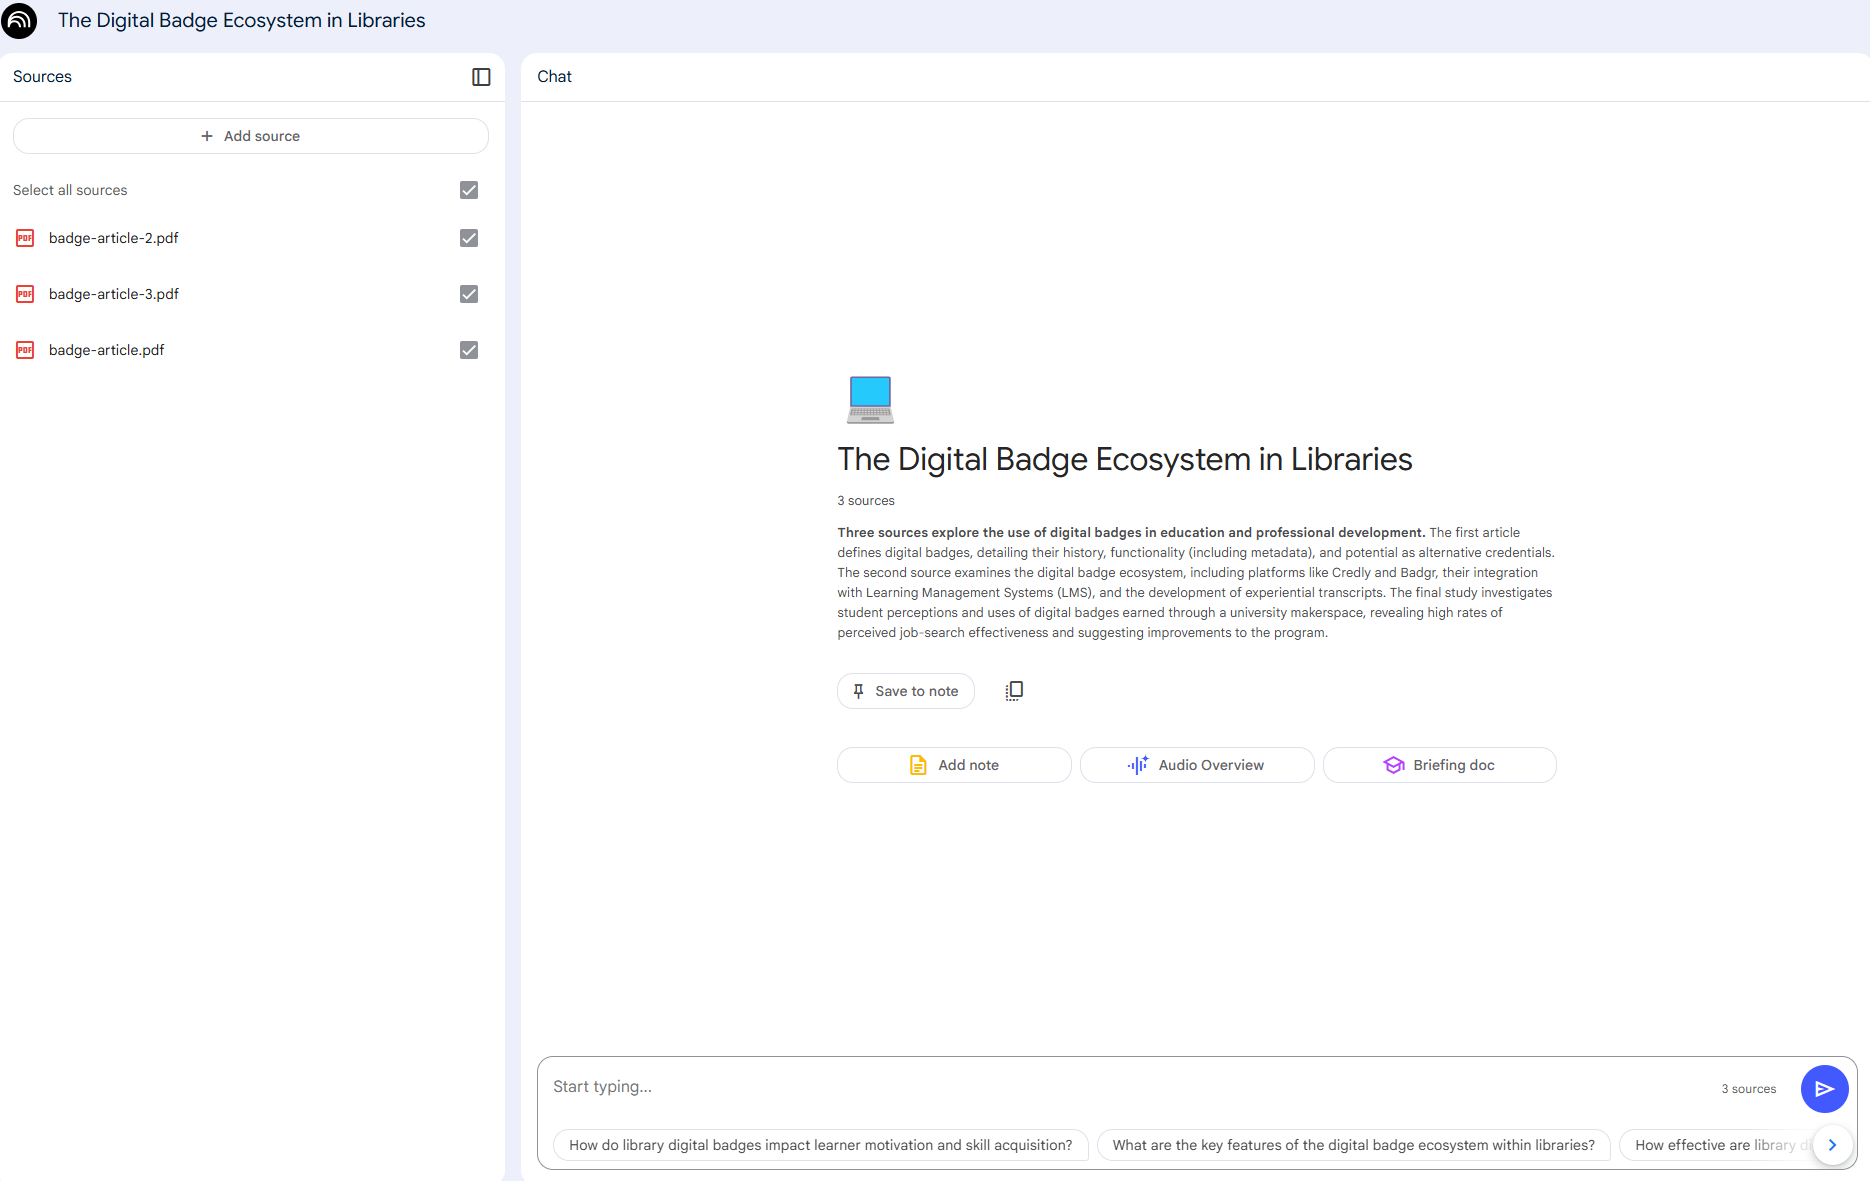 The Digital Badge Ecosystem in Libraries
Sources
Add source
Select all sources
PDF badge-article-2.pdf
PDF badge-article-3.pdf
PDF badge-article.pdf
Chat
The Digital Badge Ecosystem in Libraries
3 sources
Three sources explore the use of digital badges in education and professional development. The first article
defines digital badges, detailing their history, functionality (including metadata), and potential as alternative credentials.
The second source examines the digital badge ecosystem, including platforms like Credly and Badgr, their integration
with Learning Management Systems (LMS), and the development of experiential transcripts. The final study investigates
student perceptions and uses of digital badges earned through a university makerspace, revealing high rates of
perceived job-search effectiveness and suggesting improvements to the program.
Save to note
Add note
Audio Overview
Briefing doc
Start typing...
3 sources
How do library digital badges impact learner motivation and skill acquisition?
What are the key features of the digital badge ecosystem within libraries?
How effective are library